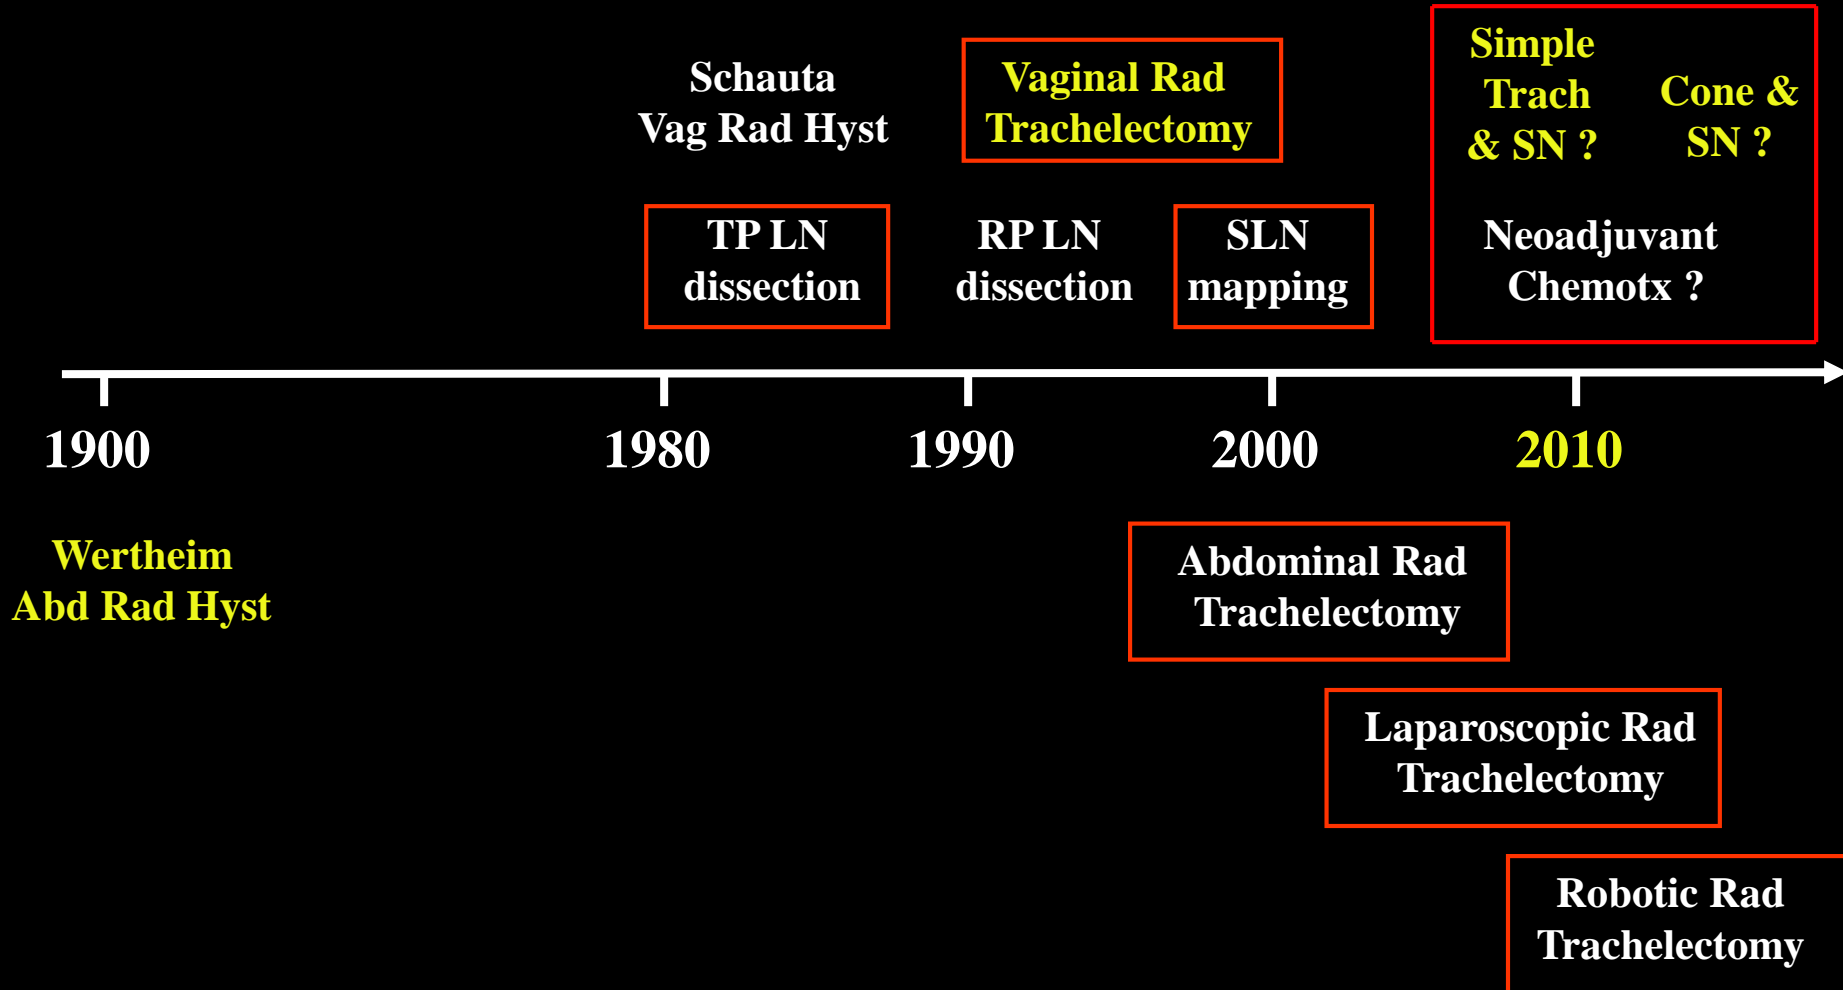 Schauta
Vag Rad Hyst
Vaginal Rad
Trachelectomy
Simple
Trach
& SN ?
Cone &
SN ?
TP LN
dissection
RP LN
dissection
SLN
mapping
Neoadjuvant
Chemotx ?
1900
1980
1990
2000
2010
Wertheim
Abd Rad Hyst
Abdominal Rad
Trachelectomy
Laparoscopic Rad
Trachelectomy
Robotic Rad
Trachelectomy